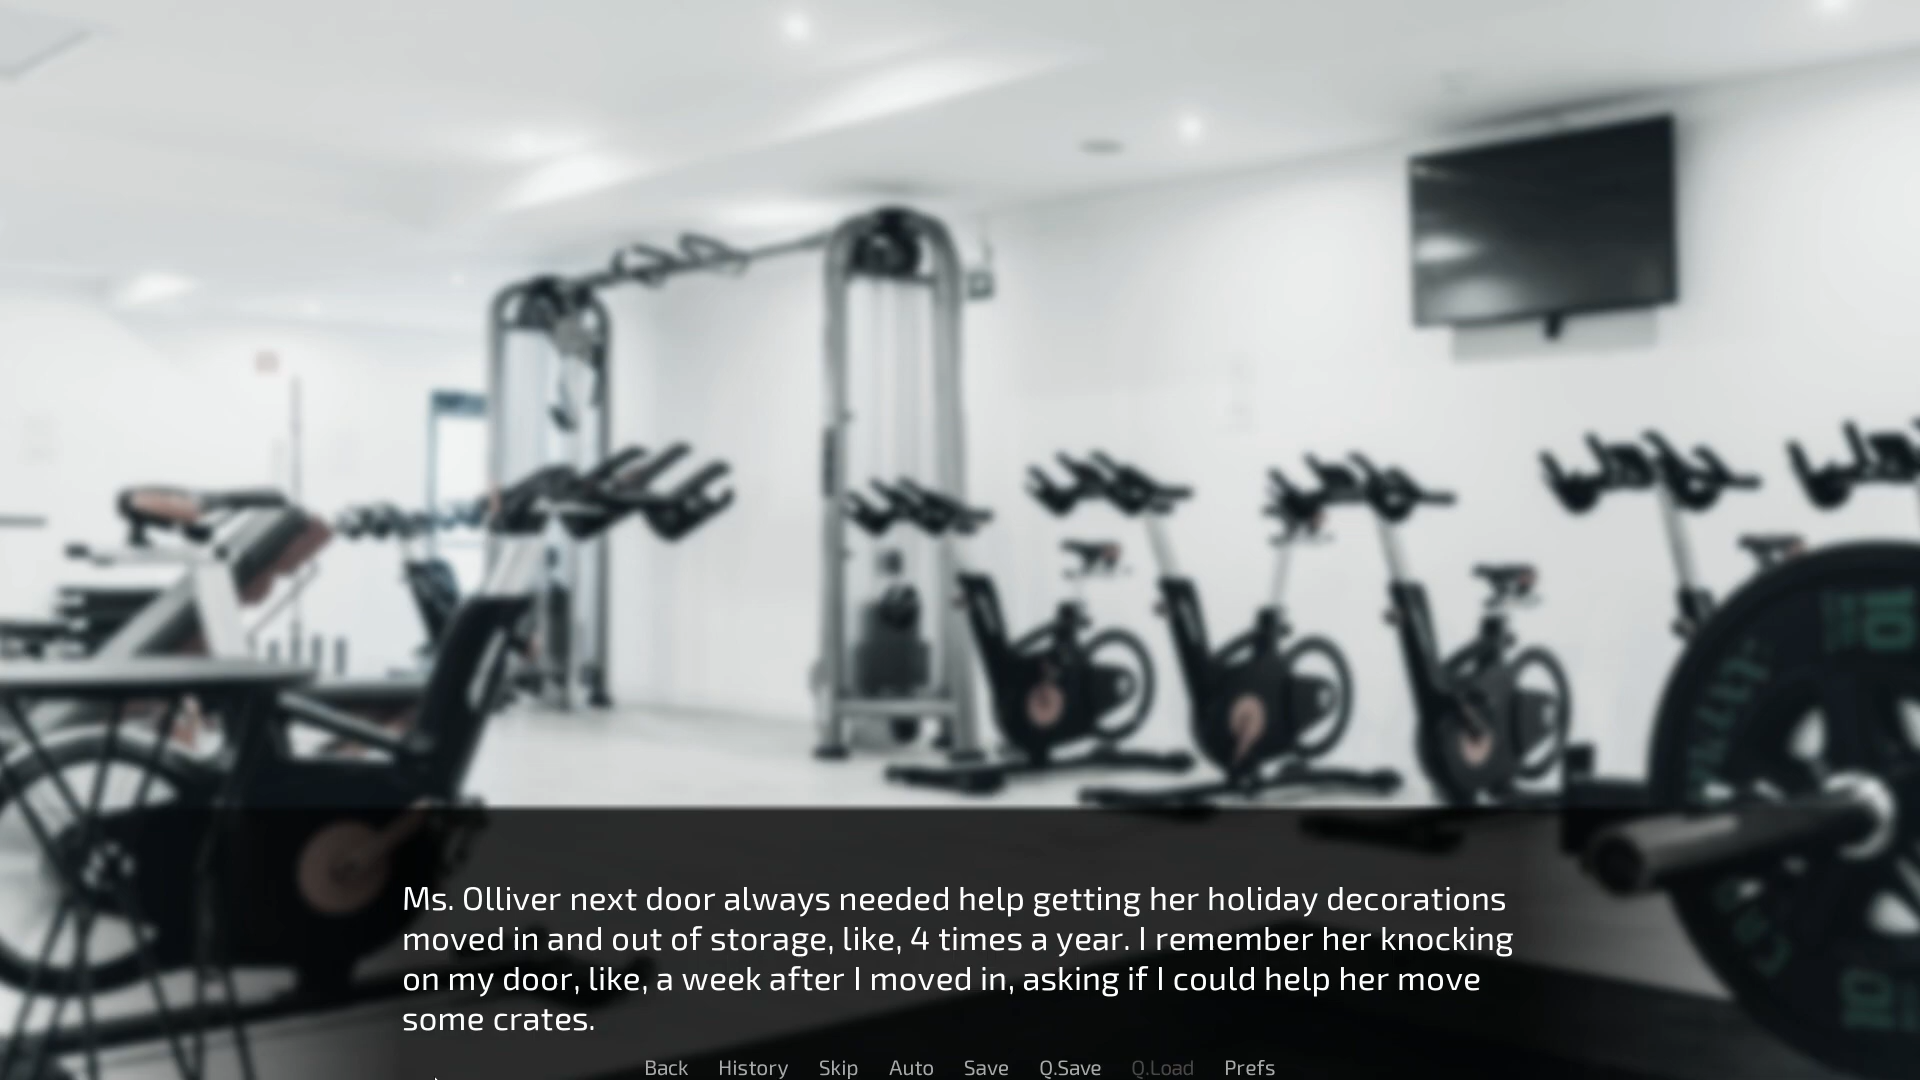 Ms. Olliver next door always needed help getting her holiday decorations
moved in and out of storage, like, 4 times a year. I remember her knocking
on my door, like, a week after I moved in, asking if I could help her move
some crates.
Back History Skip Auto Save Q.Save Q.Load Prefs
10
10